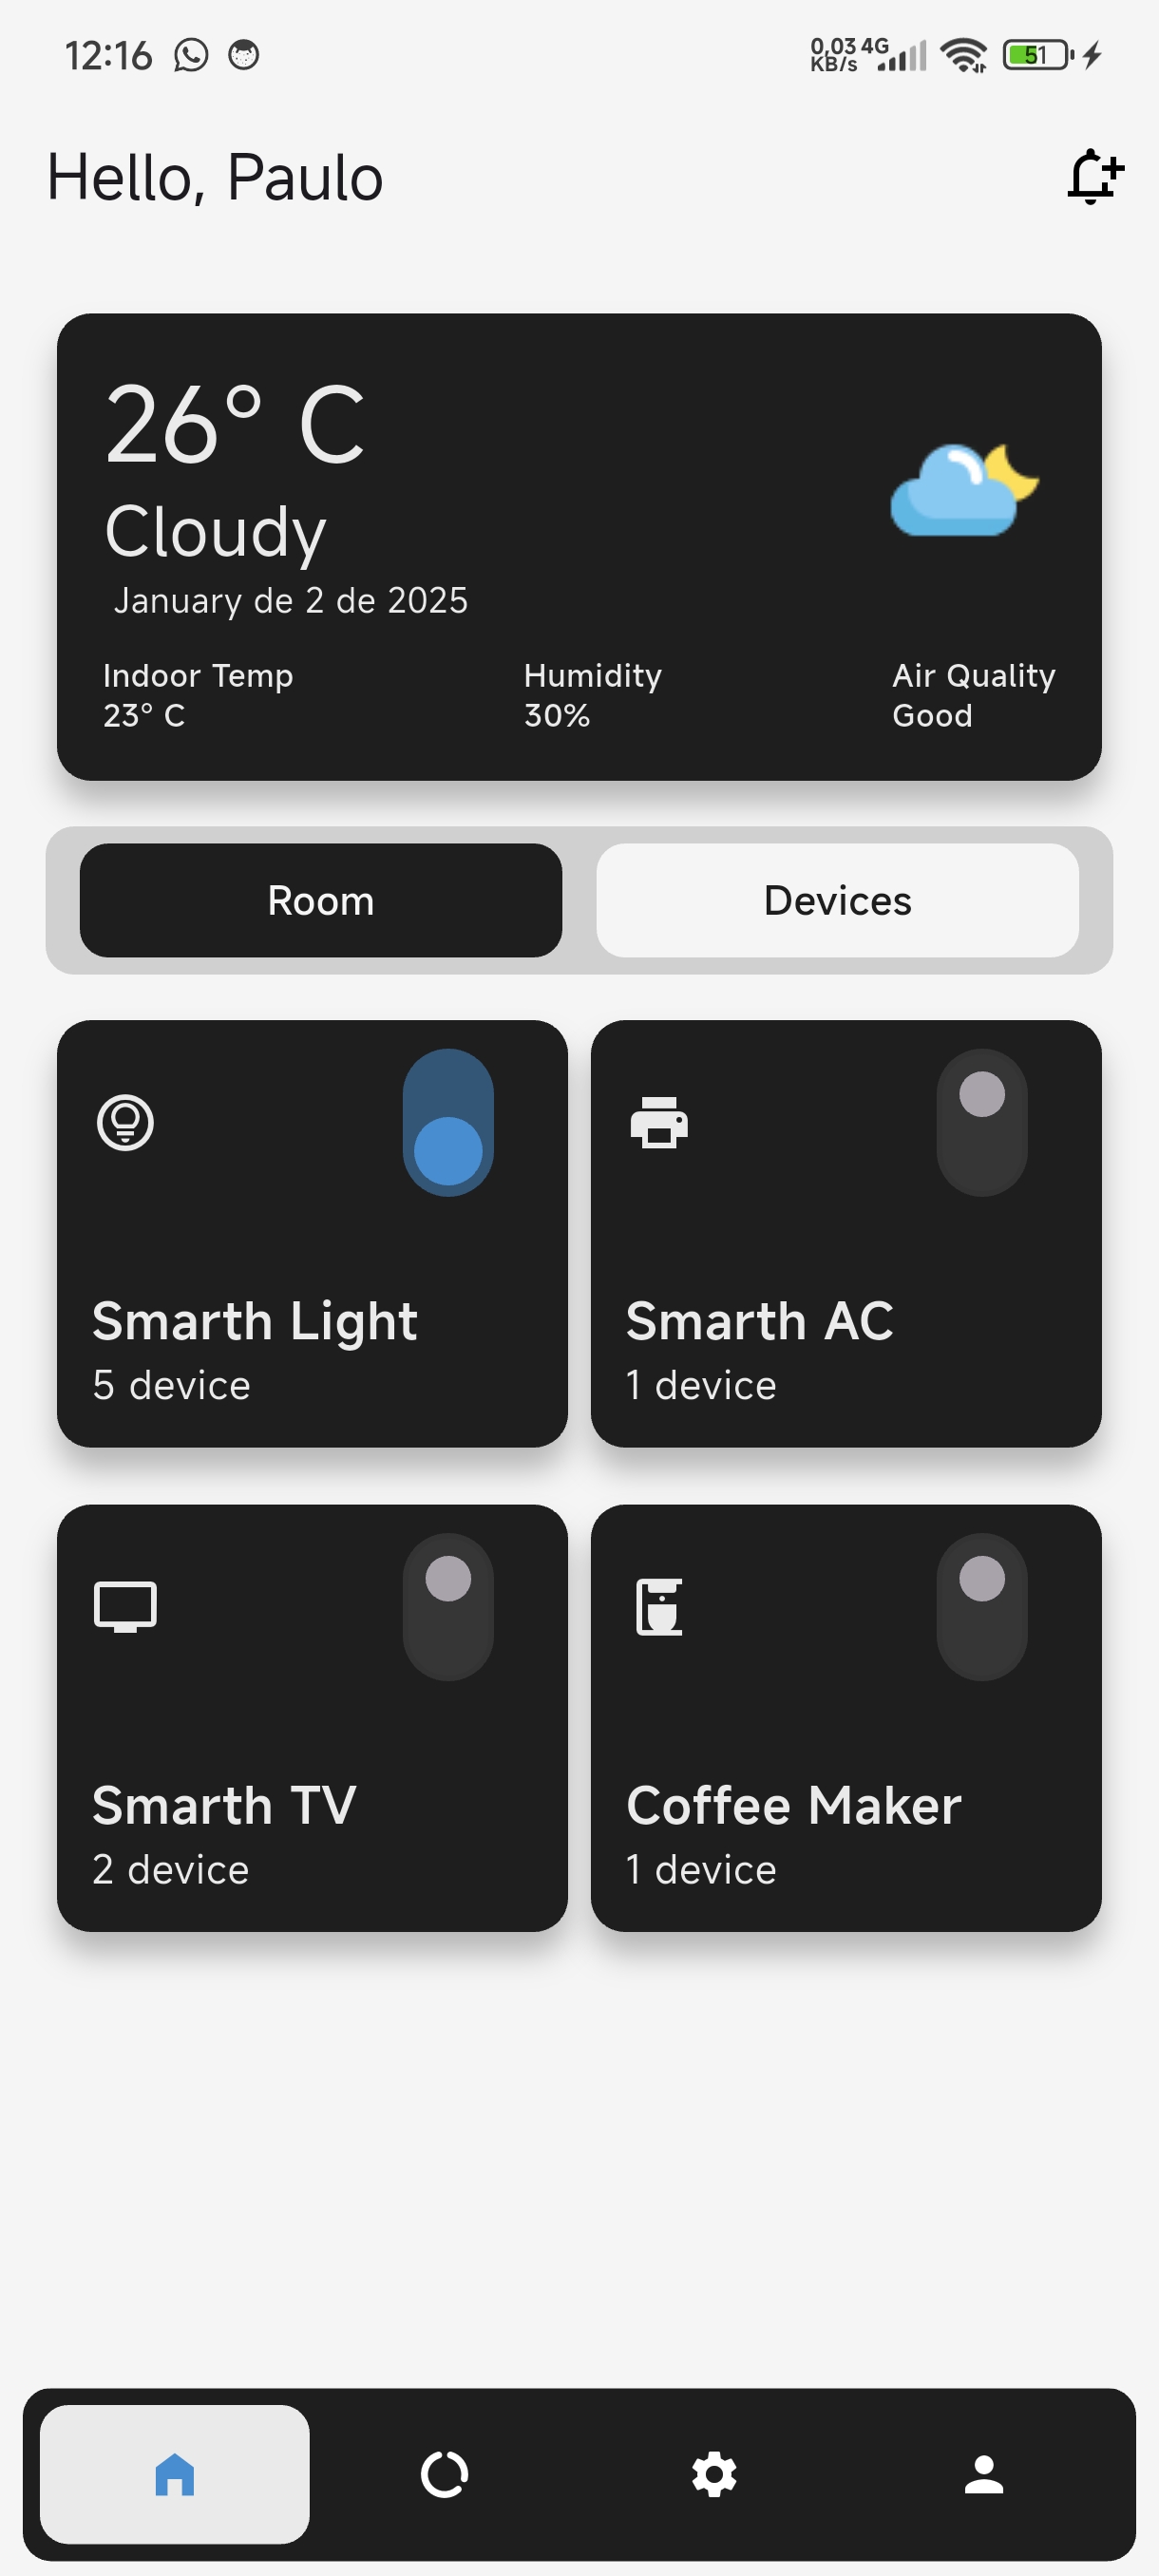 12:16
0,03 4G
KB/s
51
Hello, Paulo
26° C
Cloudy
January de 2 de 2025
Indoor Temp
23° C
Humidity
30%
Air Quality
Good
Room
Devices
Smarth Light
5 device
Smarth AC
1 device
Smarth TV
2 device
Coffee Maker
1 device